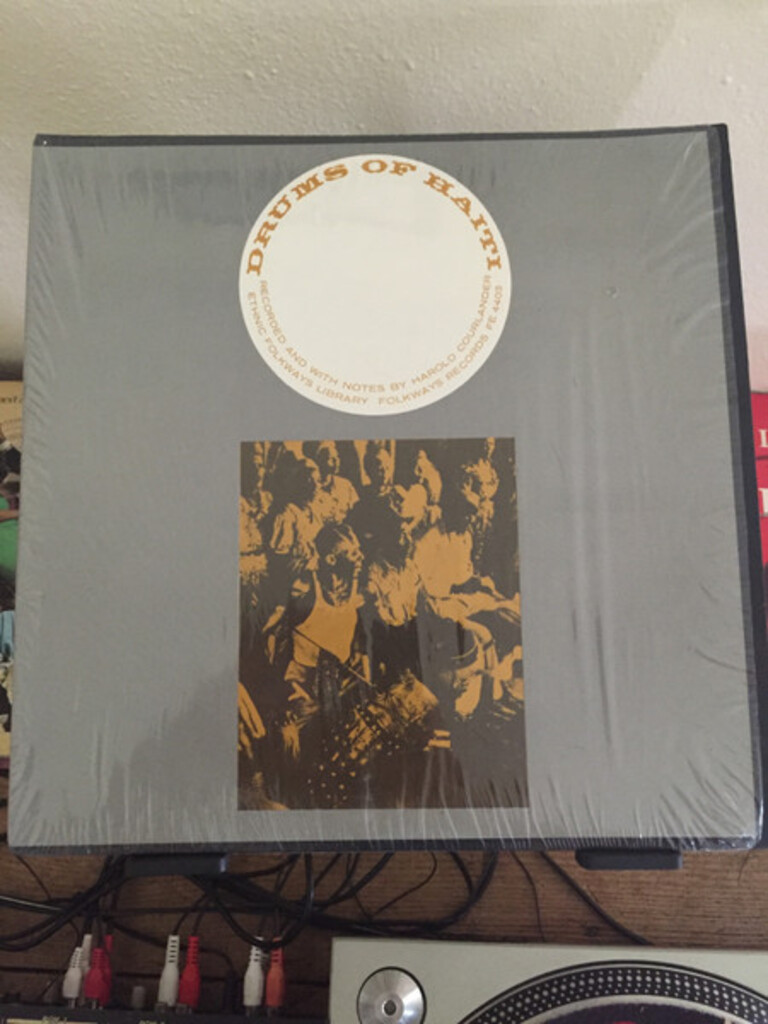 DRUMS OF HAITI
RECORDED AND WITH NOTES BY HAROLD COURLANDER
ETHNIC FOLKWAYS LIBRARY FOLKWAYS RECORDS FE 4403